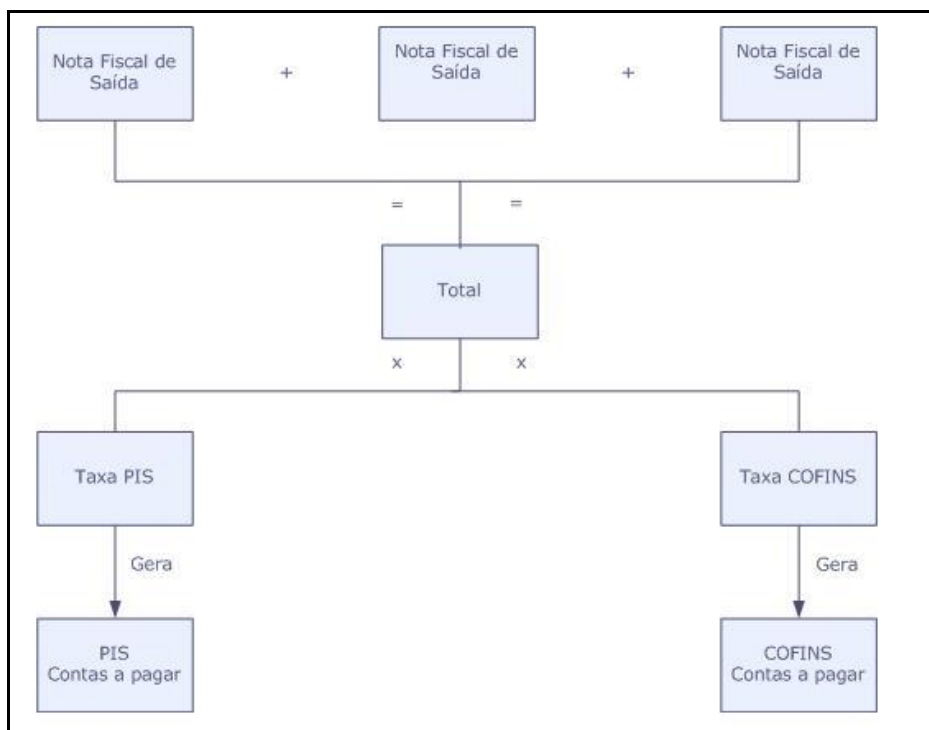 Nota Fiscal de
Saída
+
Nota Fiscal de
Saída
+
Nota Fiscal de
Saída
= =
Total
x x
Taxa PIS
Taxa COFINS
Gera
Gera
PIS
Contas a pagar
COFINS
Contas a pagar